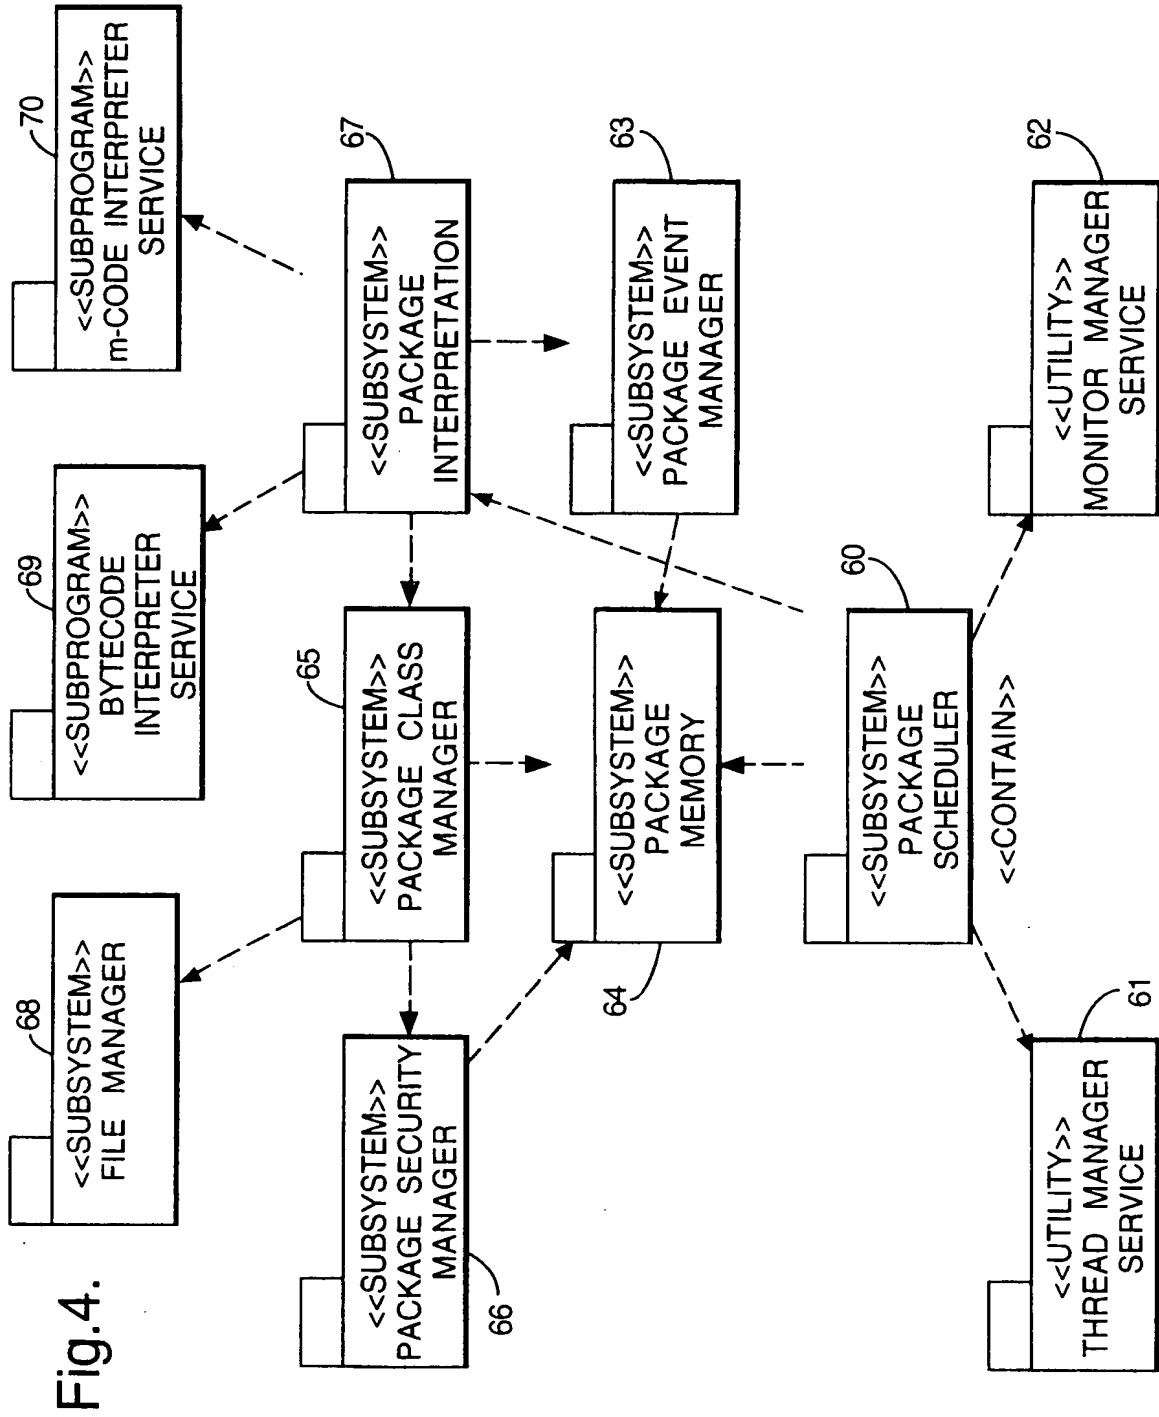 Fig.4.
68
<<SUBSYSTEM>>
FILE MANAGER
69
<<SUBPROGRAM>>
BYTECODE
INTERPRETER
SERVICE
70
<<SUBPROGRAM>>
m-CODE INTERPRETER
SERVICE
66
<<SUBSYSTEM>>
PACKAGE SECURITY
MANAGER
65
<<SUBSYSTEM>>
PACKAGE CLASS
MANAGER
67
<<SUBSYSTEM>>
PACKAGE
INTERPRETATION
64
<<SUBSYSTEM>>
PACKAGE
MEMORY
63
<<SUBSYSTEM>>
PACKAGE EVENT
MANAGER
60
<<SUBSYSTEM>>
PACKAGE
SCHEDULER
<<CONTAIN>>
61
<<UTILITY>>
THREAD MANAGER
SERVICE
62
<<UTILITY>>
MONITOR MANAGER
SERVICE